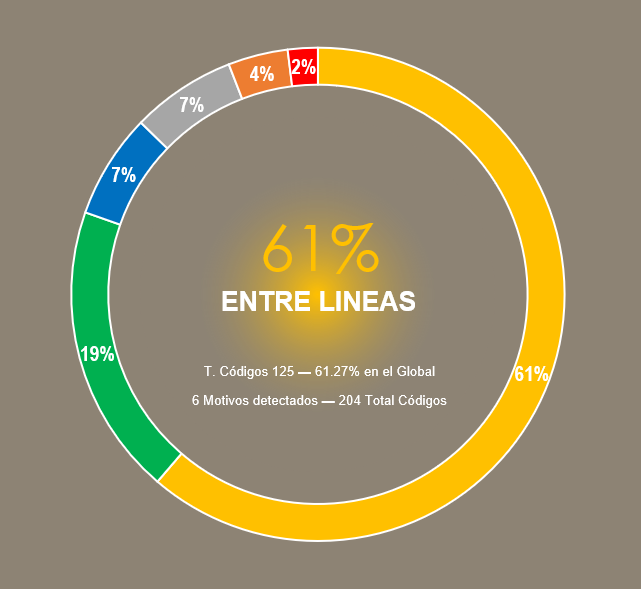 2%
4%
7%
7%
61%
ENTRE LINEAS
19%
T. Códigos 125 — 61.27% en el Global
61%
6 Motivos detectados — 204 Total Códigos